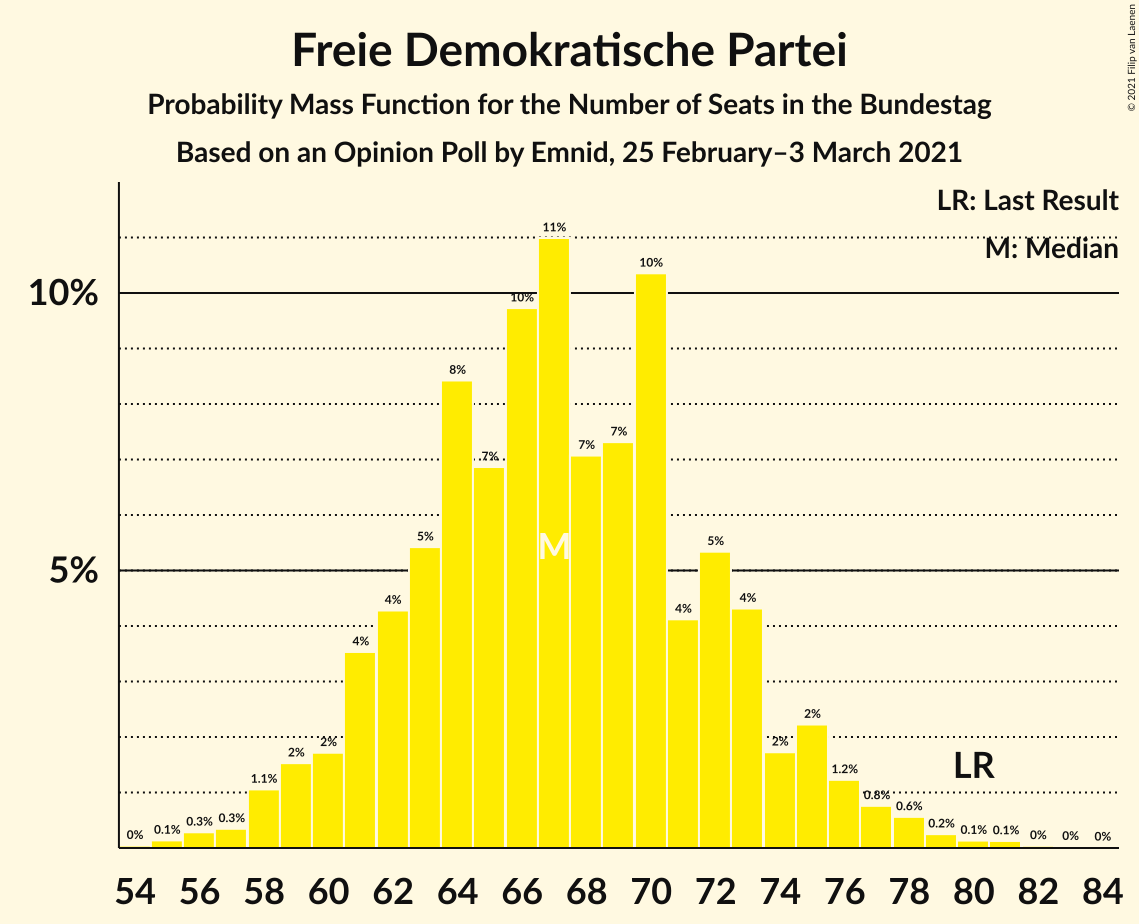 © 2021 Filip van Laenen
Freie Demokratische Partei
Probability Mass Function for the Number of Seats in the Bundestag
Based on an Opinion Poll by Emnid, 25 February–3 March 2021
LR: Last Result
M: Median
10%
5%
0% 0.1% 0.3% 0.3% 1.1% 2% 2% 4% 4% 5% 8% 7% 10% 11% 7% 7% 10% 4% 5% 4% 2% 2% 1.2% 0.8% 0.6% 0.2% 0.1% 0.1% 0% 0% 0%
M
LR
54 56 58 60 62 64 66 68 70 72 74 76 78 80 82 84